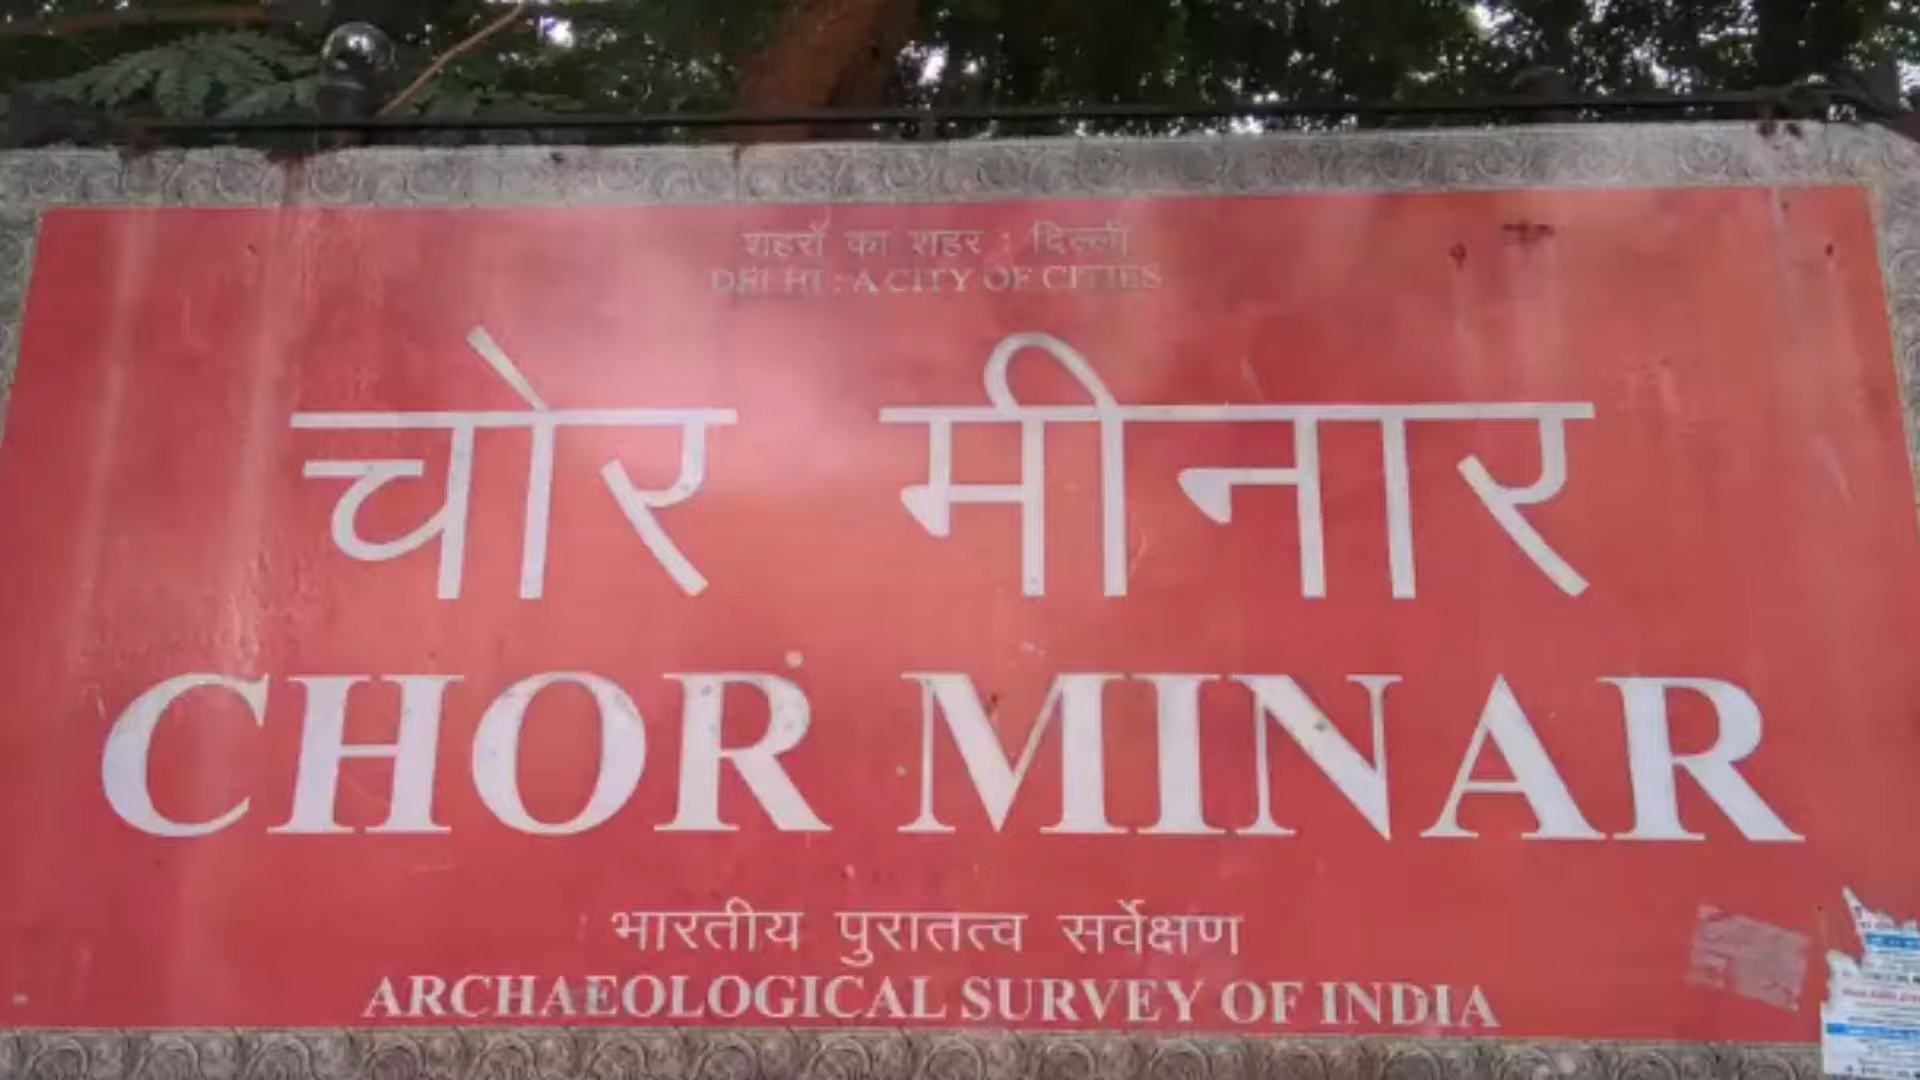 शहरों का शहर : दिल्ली
DELHI : A CITY OF CITIES
चोर मीनार
CHOR MINAR
भारतीय पुरातत्व सर्वेक्षण
ARCHAEOLOGICAL SURVEY OF INDIA